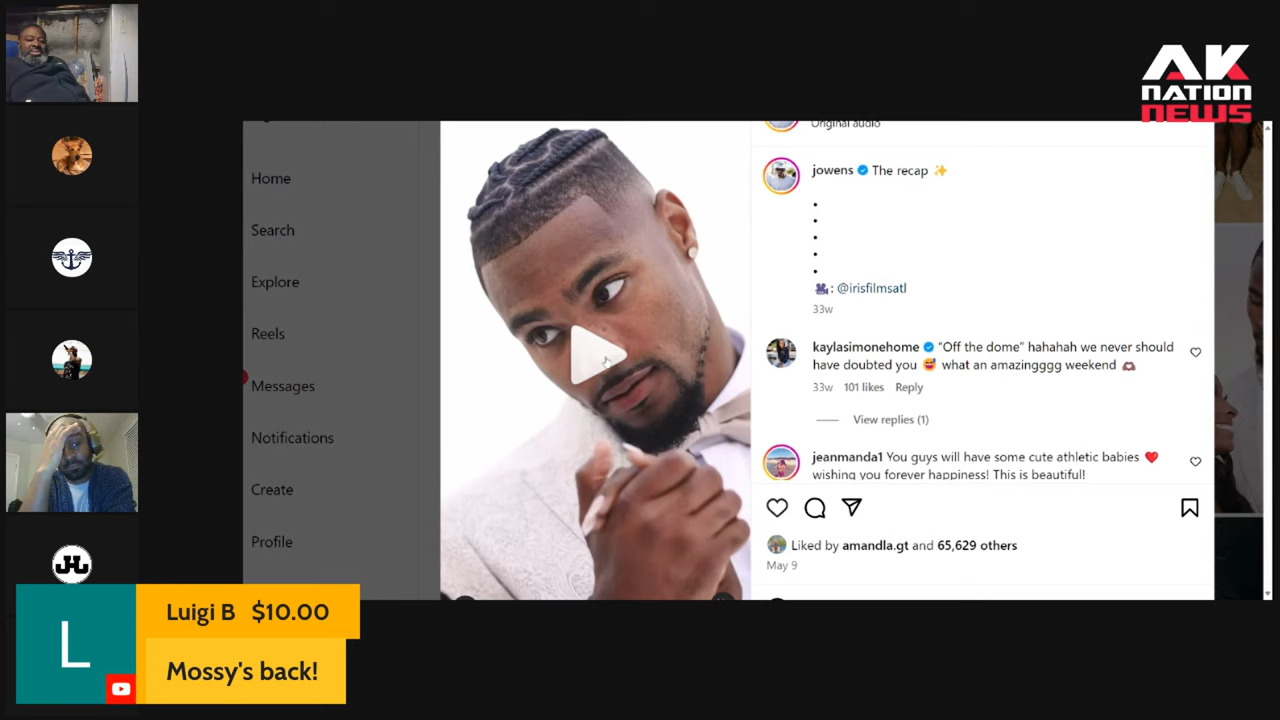 AK
NATION
NEWS
Original audio
Home
Search
Explore
Reels
Messages
Notifications
Create
Profile
jowens The recap ✨
•
•
•
•
•
🎥: @irisfilmsatl
33w
kaylasimonehome "Off the dome" hahahah we never should
have doubted you 😅 what an amazingggg weekend 🫶🏾
33w 101 likes Reply
View replies (1)
jeanmanda1 You guys will have some cute athletic babies ❤️
wishing you forever happiness! This is beautiful!
Liked by amandla.gt and 65,629 others
May 9
L
Luigi B $10.00
Mossy's back!